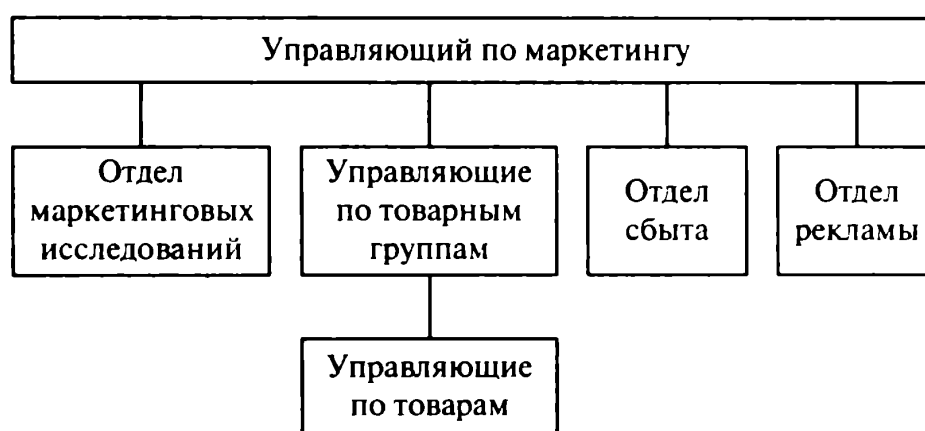 Управляющий по маркетингу
Отдел
маркетинговых
исследований
Управляющие
по товарным
группам
Отдел
сбыта
Отдел
рекламы
Управляющие
по товарам